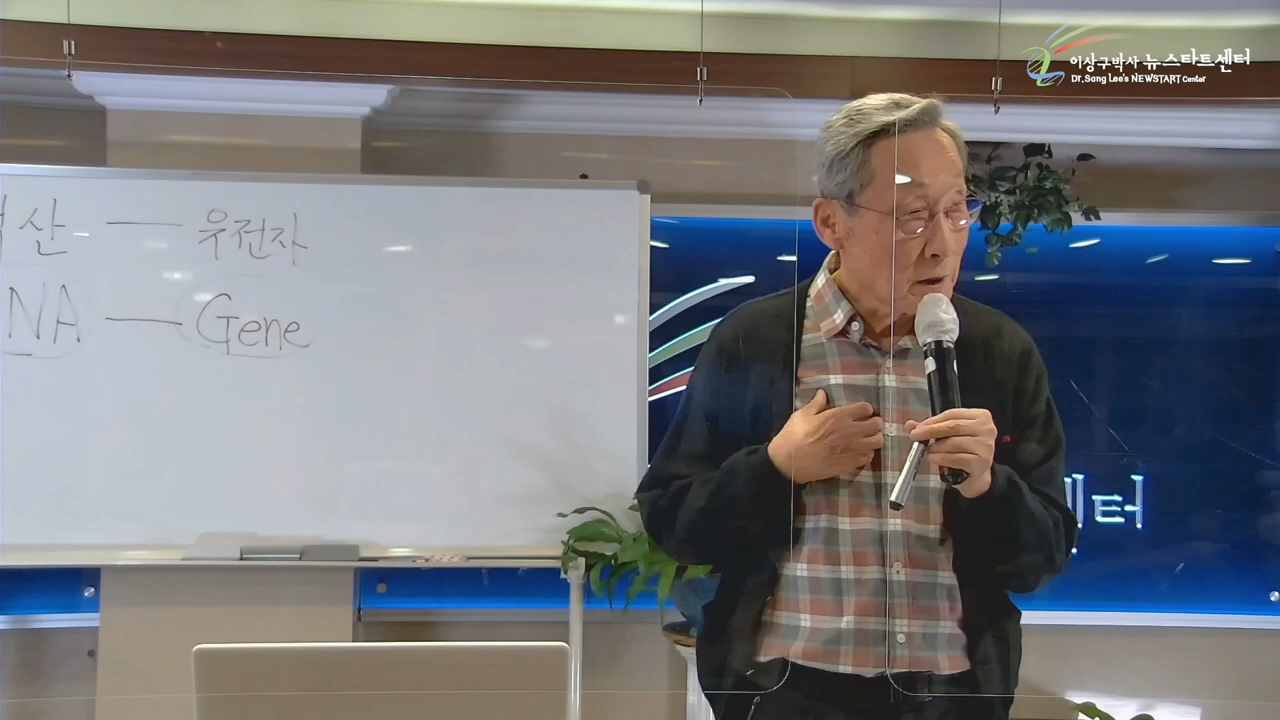 이상구박사 뉴스타트센터
Dr. Sang Lee's NEWSTART Center
산 — 유전자
NA — Gene
터